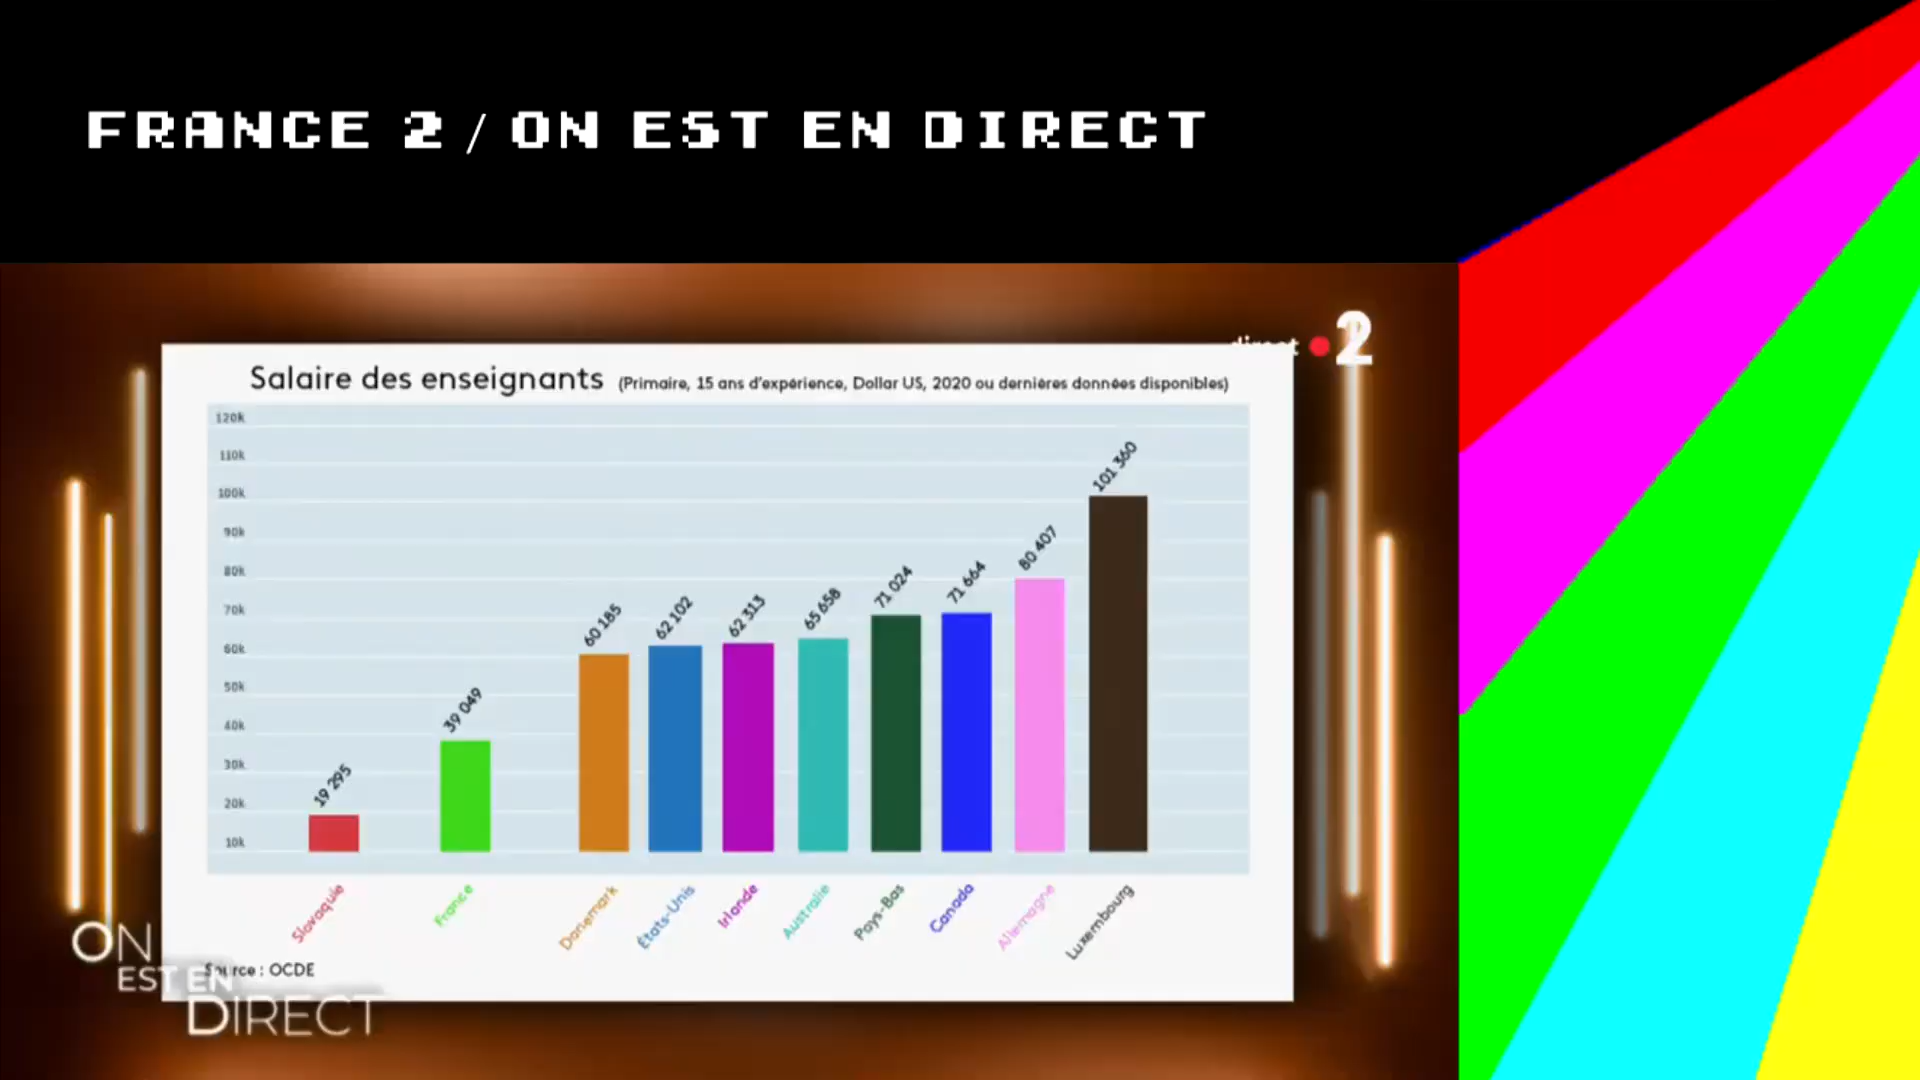 FRANCE 2 / ON EST EN DIRECT
direct 2
Salaire des enseignants (Primaire, 15 ans d'expérience, Dollar US, 2020 ou dernières données disponibles)
120k
110k
100k
90k
80k
70k
60k
50k
40k
30k
20k
10k
19 295
39 049
60 185
62 102
62 313
65 658
71 024
71 664
80 407
101 360
Slovaquie
France
Danemark
États-Unis
Irlande
Australie
Pays-Bas
Canada
Allemagne
Luxembourg
Source : OCDE
ON
EST EN
DIRECT